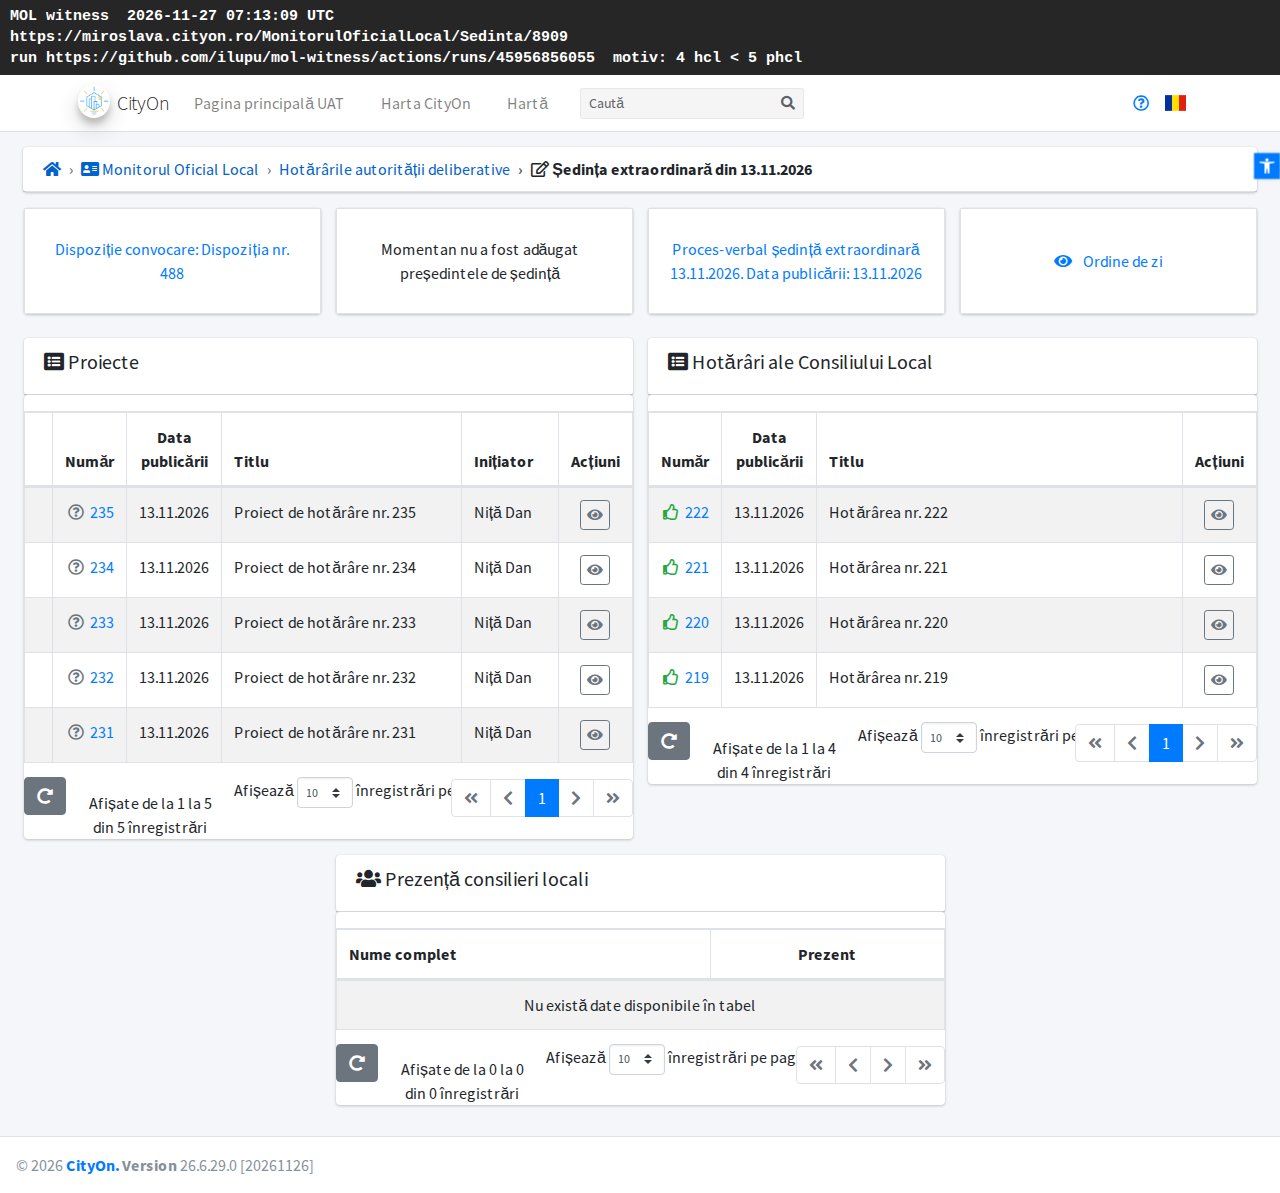 MOL witness  2026-11-27 07:13:09 UTC
https://miroslava.cityon.ro/MonitorulOficialLocal/Sedinta/8909
run https://github.com/ilupu/mol-witness/actions/runs/45956856055  motiv: 4 hcl < 5 phcl
CityOn Pagina principală UAT Harta CityOn Hartă Caută
› Monitorul Oficial Local › Hotărârile autorității deliberative › Ședința extraordinară din 13.11.2026
Dispoziție convocare: Dispoziția nr.
488
Momentan nu a fost adăugat
președintele de ședință
Proces-verbal ședință extraordinară
13.11.2026. Data publicării: 13.11.2026
Ordine de zi
Proiecte
Număr Data publicării Titlu Inițiator Acțiuni
235 13.11.2026 Proiect de hotărâre nr. 235 Niță Dan
234 13.11.2026 Proiect de hotărâre nr. 234 Niță Dan
233 13.11.2026 Proiect de hotărâre nr. 233 Niță Dan
232 13.11.2026 Proiect de hotărâre nr. 232 Niță Dan
231 13.11.2026 Proiect de hotărâre nr. 231 Niță Dan
Afișate de la 1 la 5
din 5 înregistrări
Afișează 10 înregistrări pe
1
Hotărâri ale Consiliului Local
Număr Data publicării Titlu Acțiuni
222 13.11.2026 Hotărârea nr. 222
221 13.11.2026 Hotărârea nr. 221
220 13.11.2026 Hotărârea nr. 220
219 13.11.2026 Hotărârea nr. 219
Afișate de la 1 la 4
din 4 înregistrări
Afișează 10 înregistrări pe
1
Prezență consilieri locali
Nume complet Prezent
Nu există date disponibile în tabel
Afișate de la 0 la 0
din 0 înregistrări
Afișează 10 înregistrări pe pag
© 2026 CityOn. Version 26.6.29.0 [20261126]